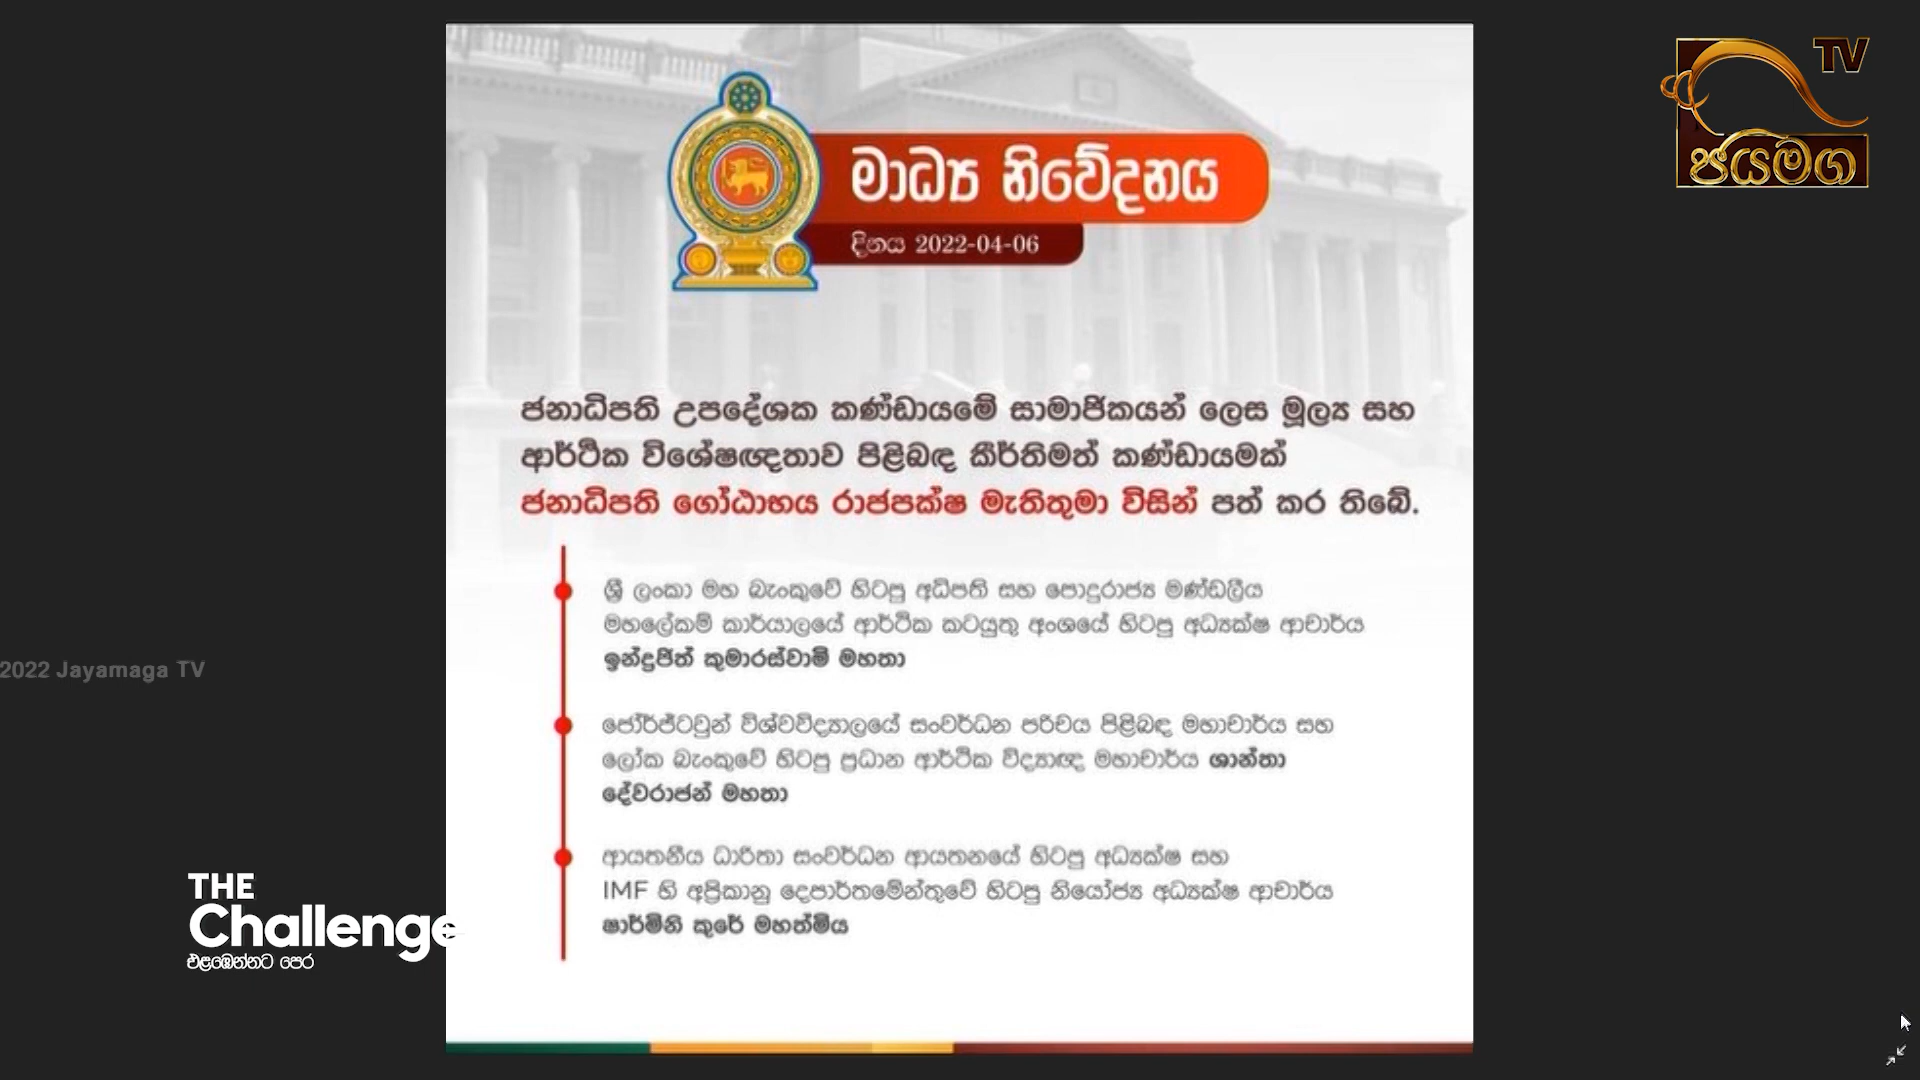 TV
ජයමග
මාධ්‍ය නිවේදනය
දිනය 2022-04-06
ජනාධිපති උපදේශක කණ්ඩායමේ සාමාජිකයන් ලෙස මූල්‍ය සහ
ආර්ථික විශේෂඥතාව පිළිබඳ කීර්තිමත් කණ්ඩායමක්
ජනාධිපති ගෝඨාභය රාජපක්ෂ මැතිතුමා විසින් පත් කර තිබේ.
ශ්‍රී ලංකා මහ බැංකුවේ හිටපු අධිපති සහ පොදුරාජ්‍ය මණ්ඩලීය
මහලේකම් කාර්යාලයේ ආර්ථික කටයුතු අංශයේ හිටපු අධ්‍යක්ෂ ආචාර්ය
ඉන්ද්‍රජිත් කුමාරස්වාමි මහතා
ජෝර්ජ්ටවුන් විශ්වවිද්‍යාලයේ සංවර්ධන පරිචය පිළිබඳ මහාචාර්ය සහ
ලෝක බැංකුවේ හිටපු ප්‍රධාන ආර්ථික විද්‍යාඥ මහාචාර්ය ශාන්තා
දේවරාජන් මහතා
ආයතනීය ධාරිතා සංවර්ධන ආයතනයේ හිටපු අධ්‍යක්ෂ සහ
IMF හි අප්‍රිකානු දෙපාර්තමේන්තුවේ හිටපු නියෝජ්‍ය අධ්‍යක්ෂ ආචාර්ය
ෂාර්මිනි කුරේ මහත්මිය
2022 Jayamaga TV
THE
Challenge
එළඹෙන්නට පෙර